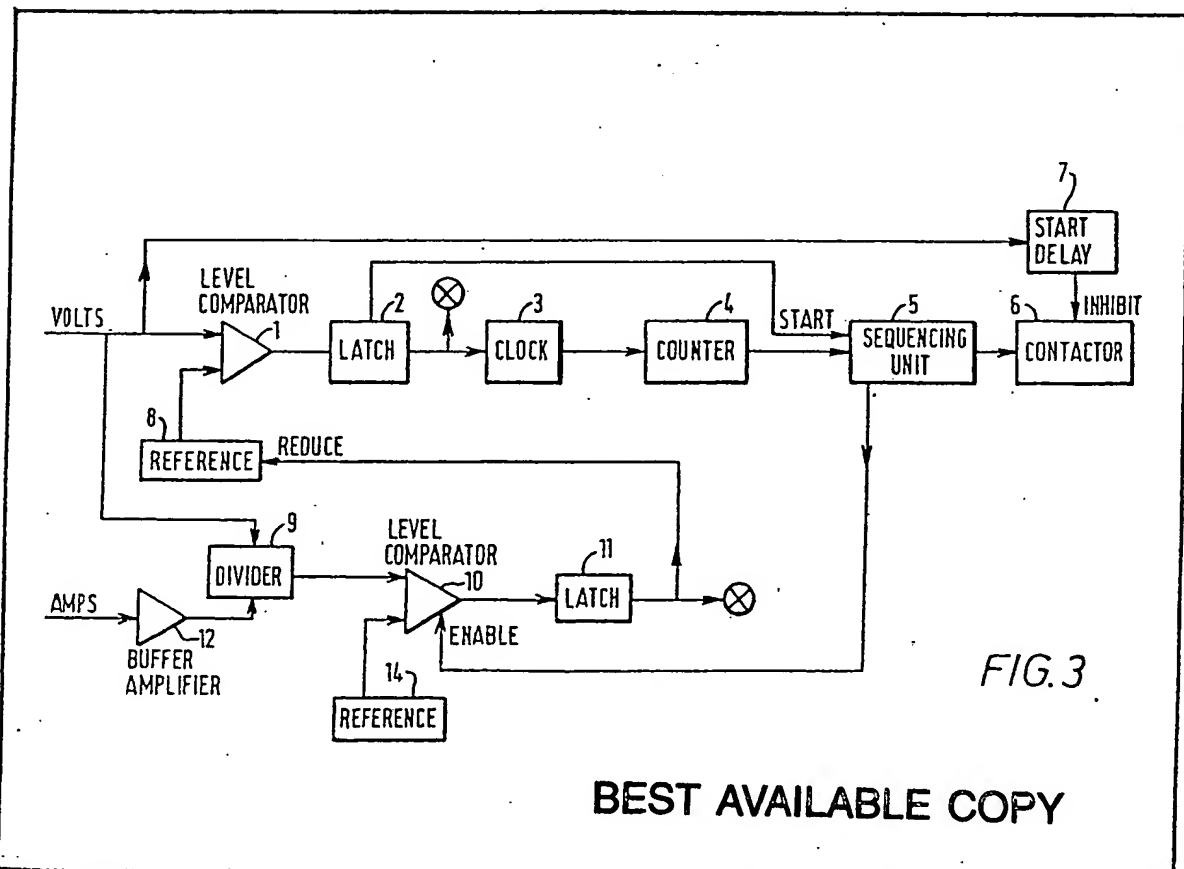 7
START
DELAY
LEVEL
COMPARATOR
VOLTS
1
2
LATCH
3
CLOCK
4
COUNTER
START
5
SEQUENCING
UNIT
INHIBIT
6
CONTACTOR
8
REFERENCE
REDUCE
9
DIVIDER
LEVEL
COMPARATOR
10
11
LATCH
AMPS
12
BUFFER
AMPLIFIER
ENABLE
14
REFERENCE
FIG.3
BEST AVAILABLE COPY